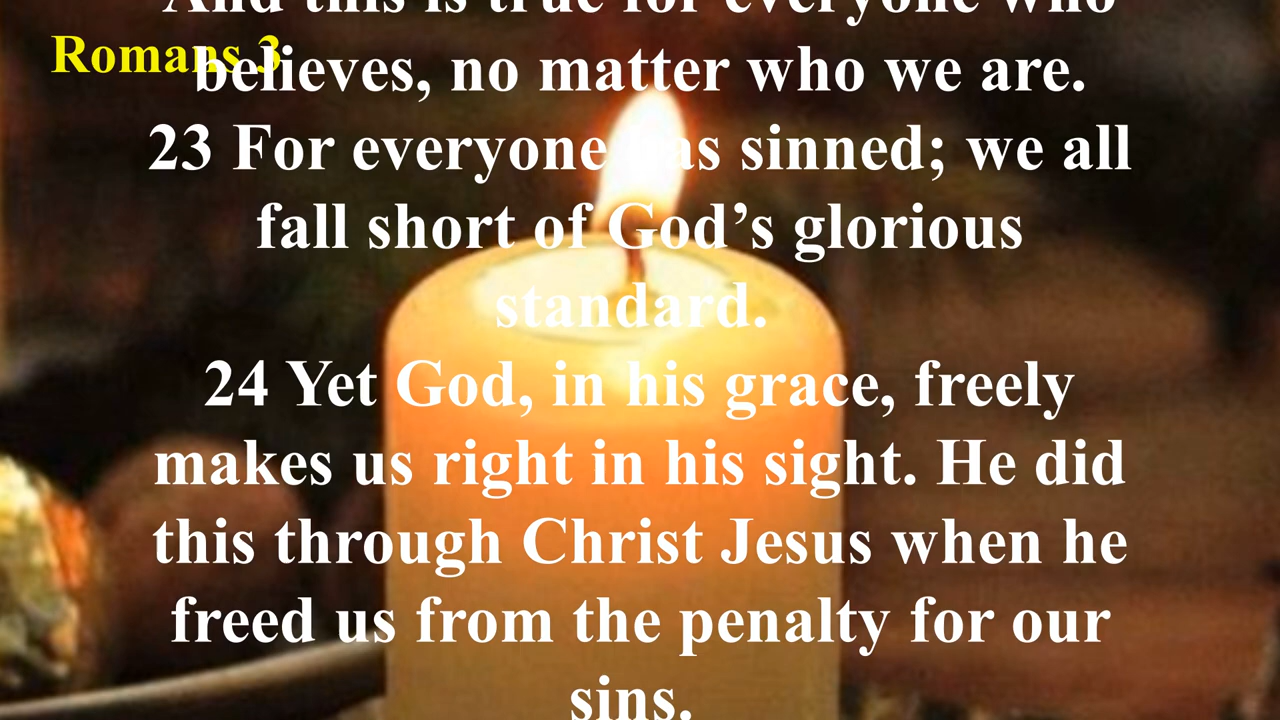 And this is true for everyone who
Romans 3
believes, no matter who we are.
23 For everyone has sinned; we all
fall short of God’s glorious
standard.
24 Yet God, in his grace, freely
makes us right in his sight. He did
this through Christ Jesus when he
freed us from the penalty for our
sins.